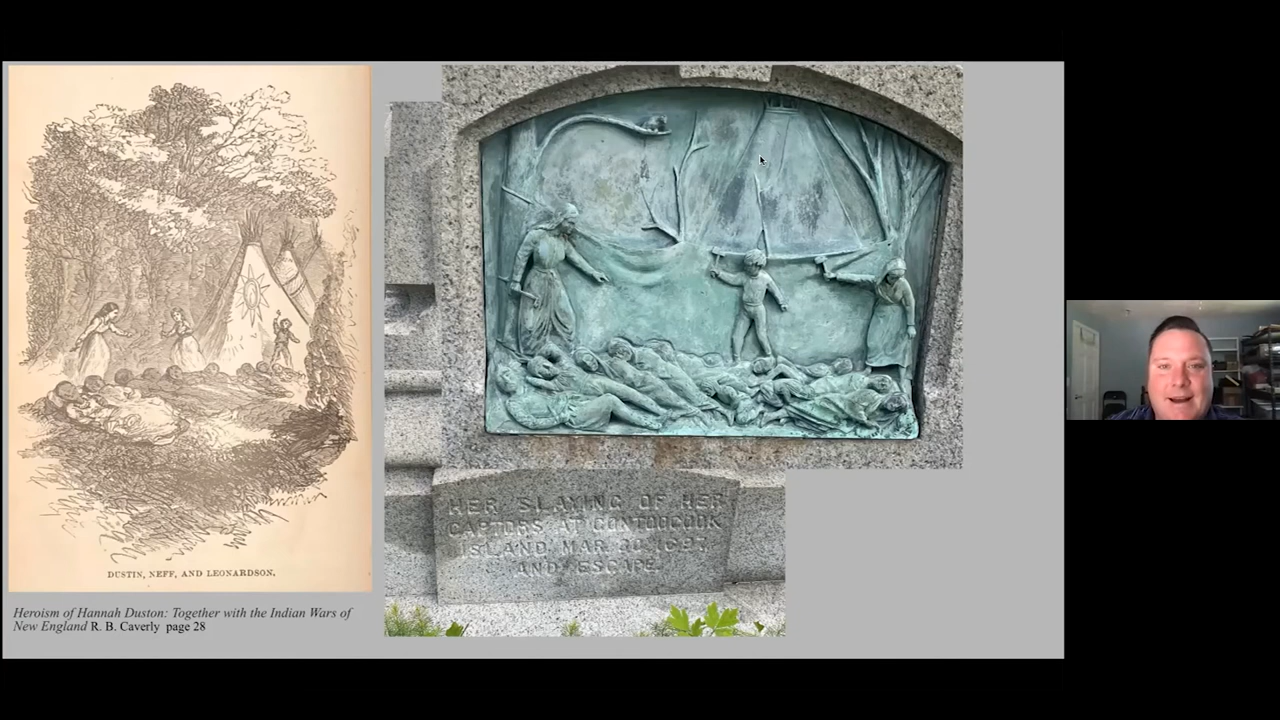 DUSTIN, NEFF, AND LEONARDSON,
Heroism of Hannah Duston: Together with the Indian Wars of
New England R. B. Caverly page 28
HER SLAYING OF HER
CAPTORS AT CONTOOCOOK
ISLAND MAR. 30, 1697
AND ESCAPE.